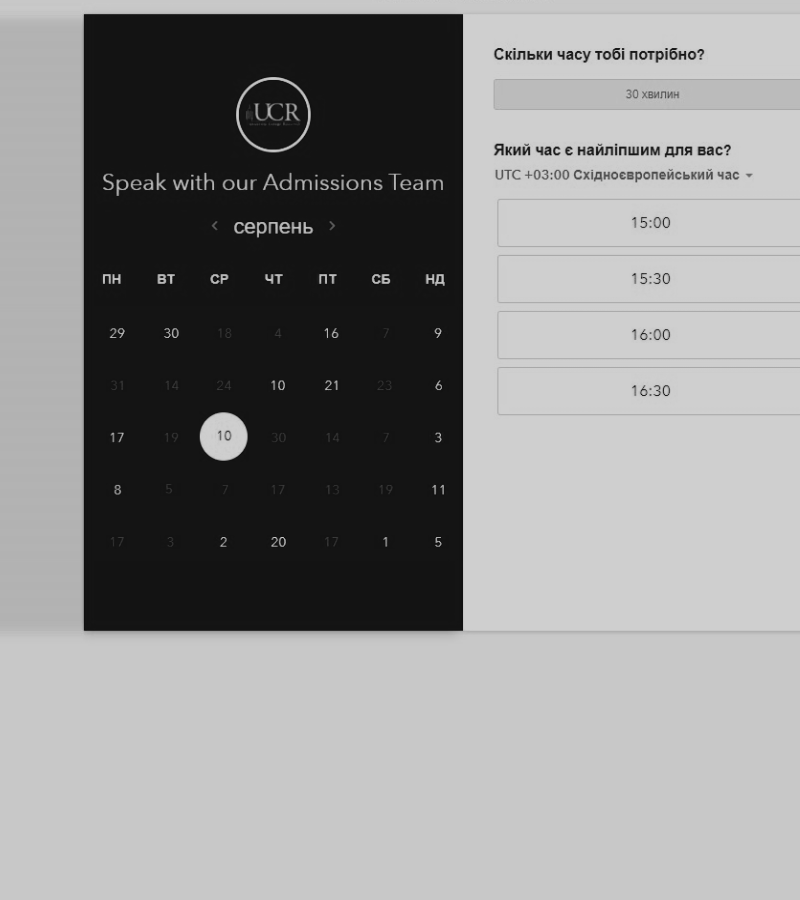 UCR
Speak with our Admissions Team
серпень
ПН ВТ СР ЧТ ПТ СБ НД
29 30 18 4 16 7 9
31 14 24 10 21 23 6
17 19 10 30 14 7 3
8 5 7 17 13 19 11
17 3 2 20 17 1 5
Скільки часу тобі потрібно?
30 хвилин
Який час є найліпшим для вас?
UTC +03:00 Східноєвропейський час
15:00
15:30
16:00
16:30